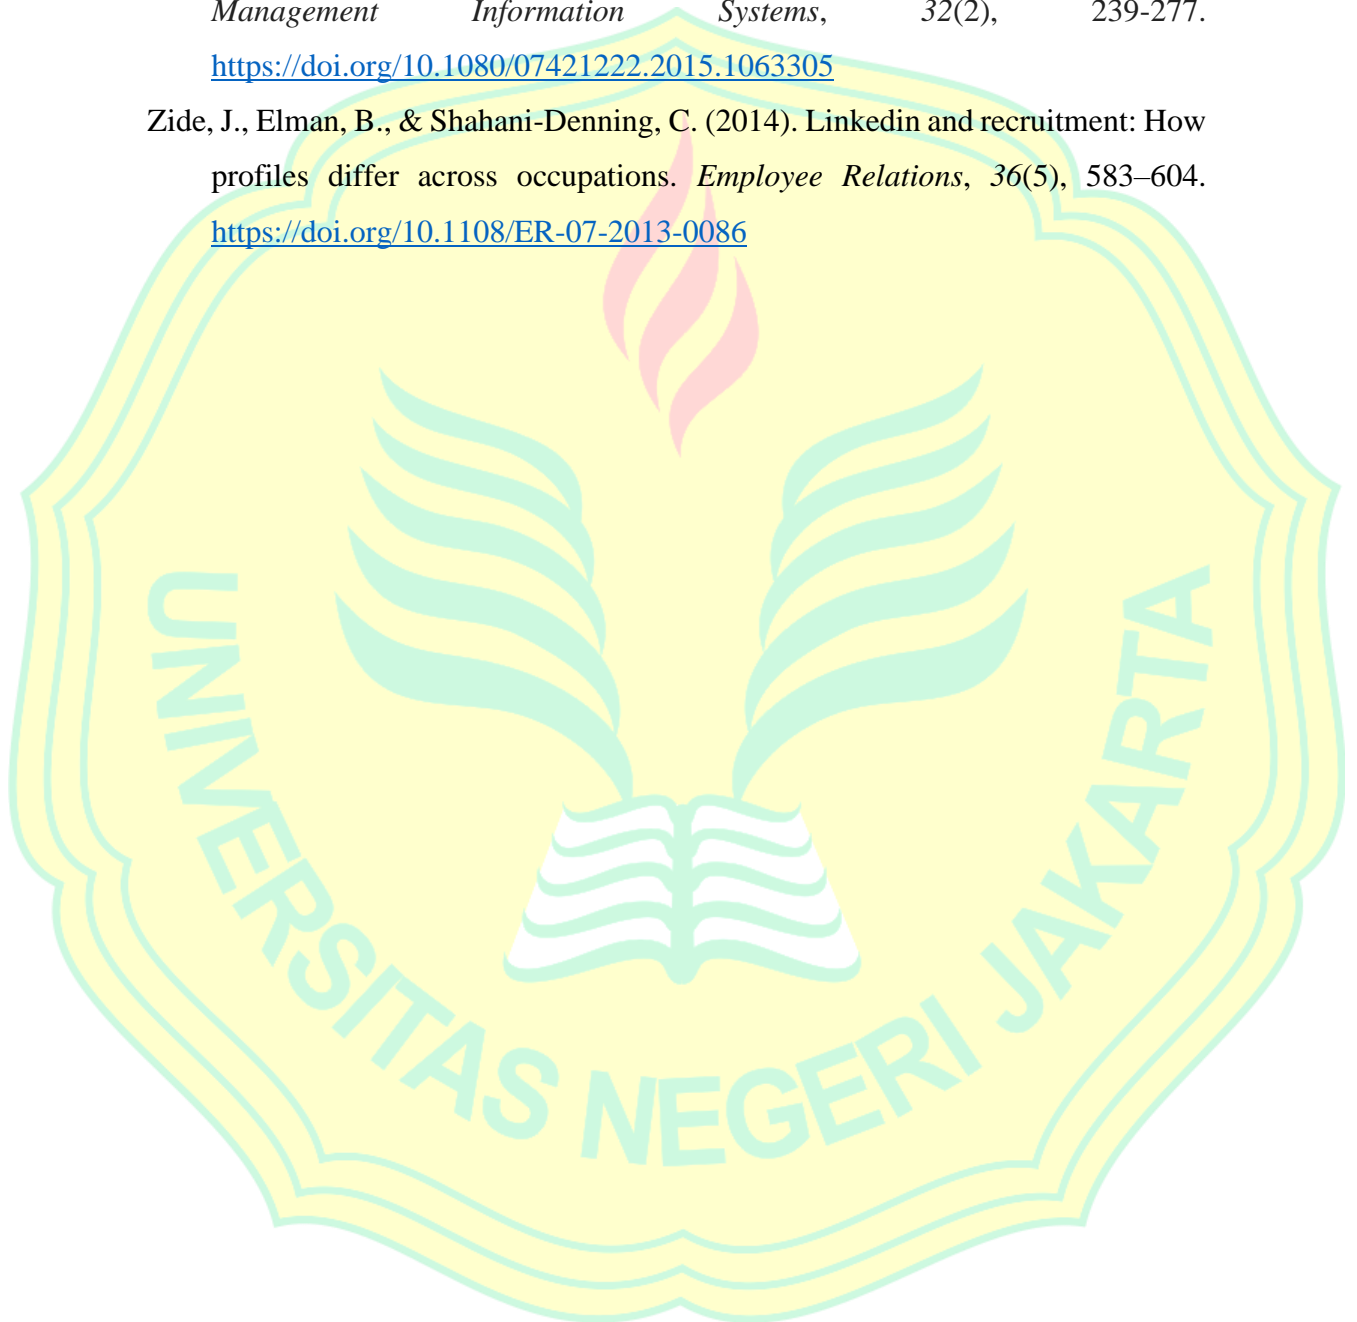 Management Information Systems, 32(2), 239-277.
https://doi.org/10.1080/07421222.2015.1063305
Zide, J., Elman, B., & Shahani-Denning, C. (2014). Linkedin and recruitment: How
profiles differ across occupations. Employee Relations, 36(5), 583–604.
https://doi.org/10.1108/ER-07-2013-0086
UNIVERSITAS NEGERI JAKARTA